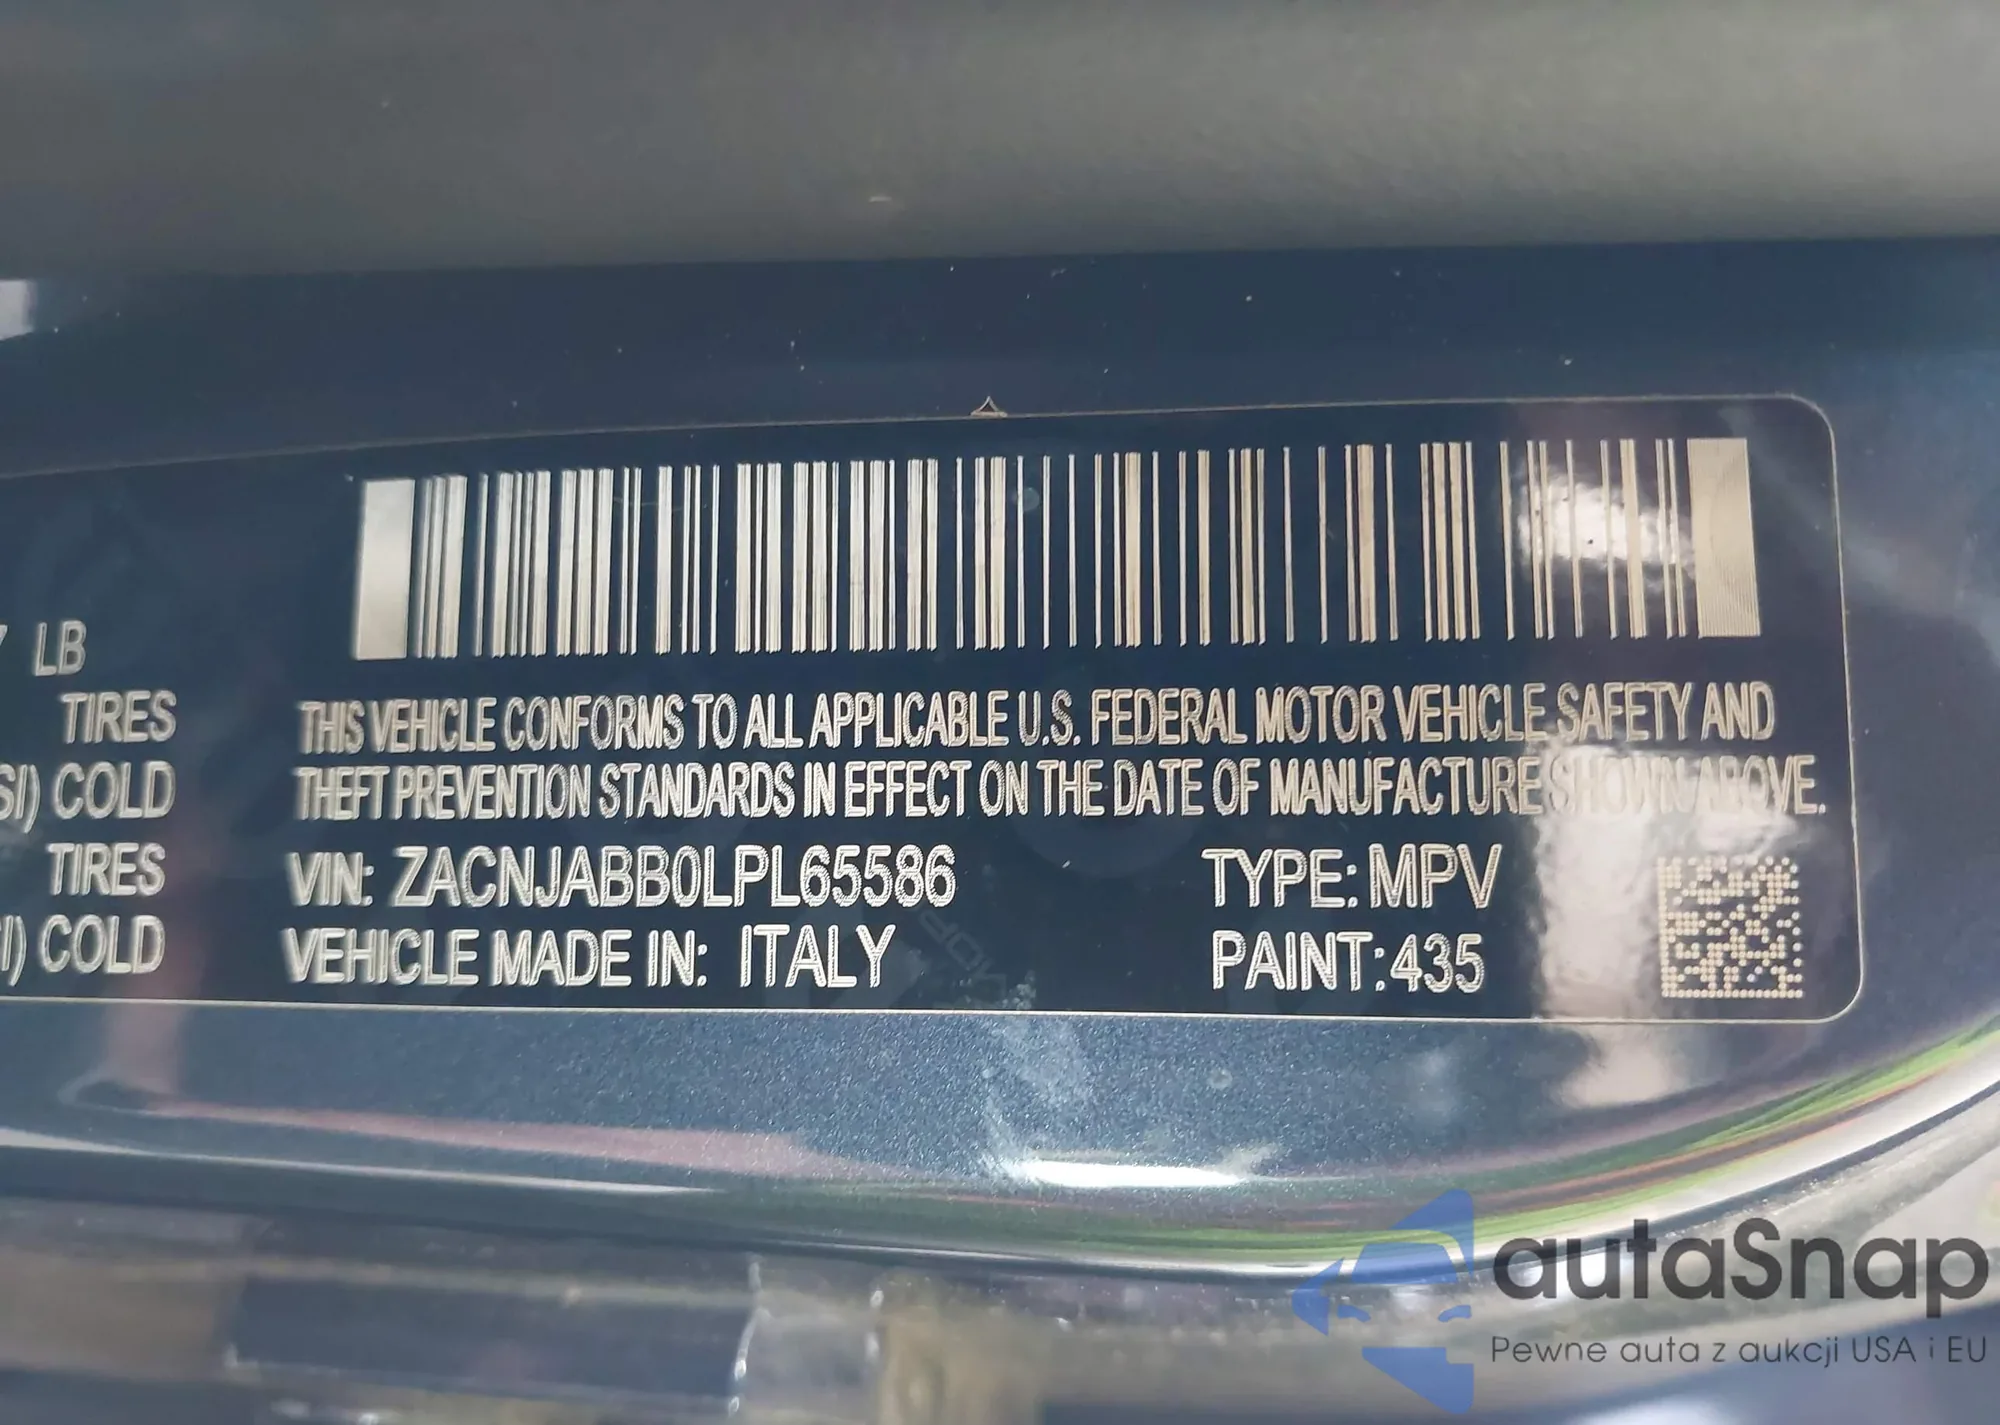 LB
TIRES
COLD
TIRES
COLD
THIS VEHICLE CONFORMS TO ALL APPLICABLE U.S. FEDERAL MOTOR VEHICLE SAFETY AND
THEFT PREVENTION STANDARDS IN EFFECT ON THE DATE OF MANUFACTURE SHOWN ABOVE.
VIN: ZACNJABB0LPL65586
TYPE: MPV
VEHICLE MADE IN: ITALY
PAINT:435
autaSnap
Pewne auta z aukcji USA i EU